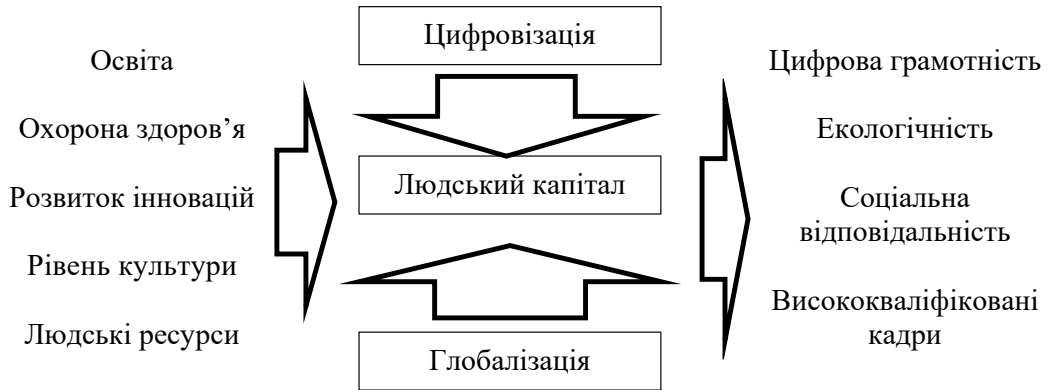 Освіта
Охорона здоров’я
Розвиток інновацій
Рівень культури
Людські ресурси
Цифровізація
Людський капітал
Глобалізація
Цифрова грамотність
Екологічність
Соціальна
відповідальність
Висококваліфіковані
кадри